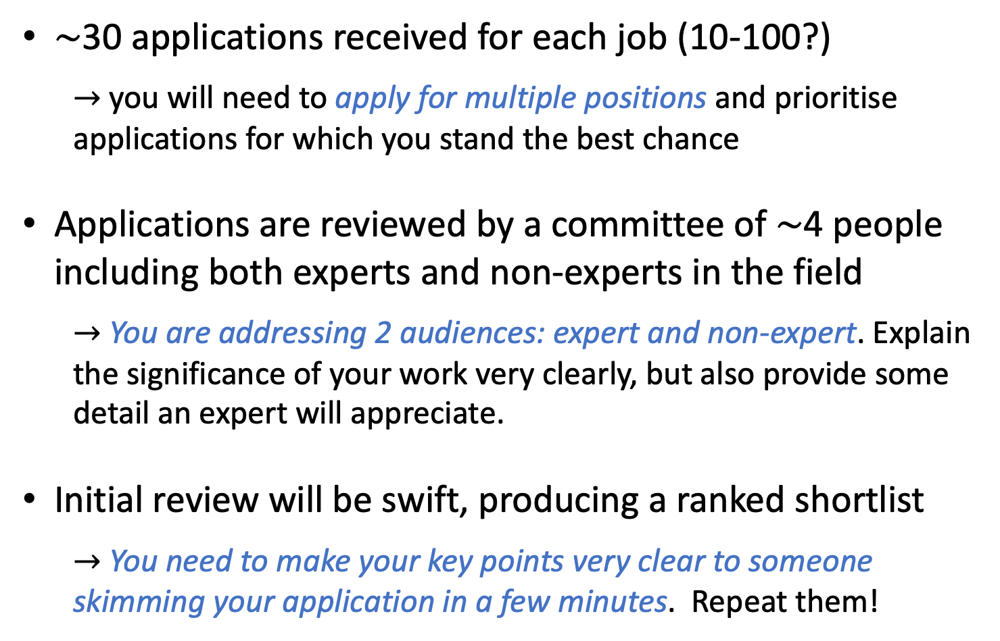 • ~30 applications received for each job (10-100?)
→ you will need to apply for multiple positions and prioritise
applications for which you stand the best chance
• Applications are reviewed by a committee of ~4 people
including both experts and non-experts in the field
→ You are addressing 2 audiences: expert and non-expert. Explain
the significance of your work very clearly, but also provide some
detail an expert will appreciate.
• Initial review will be swift, producing a ranked shortlist
→ You need to make your key points very clear to someone
skimming your application in a few minutes.  Repeat them!